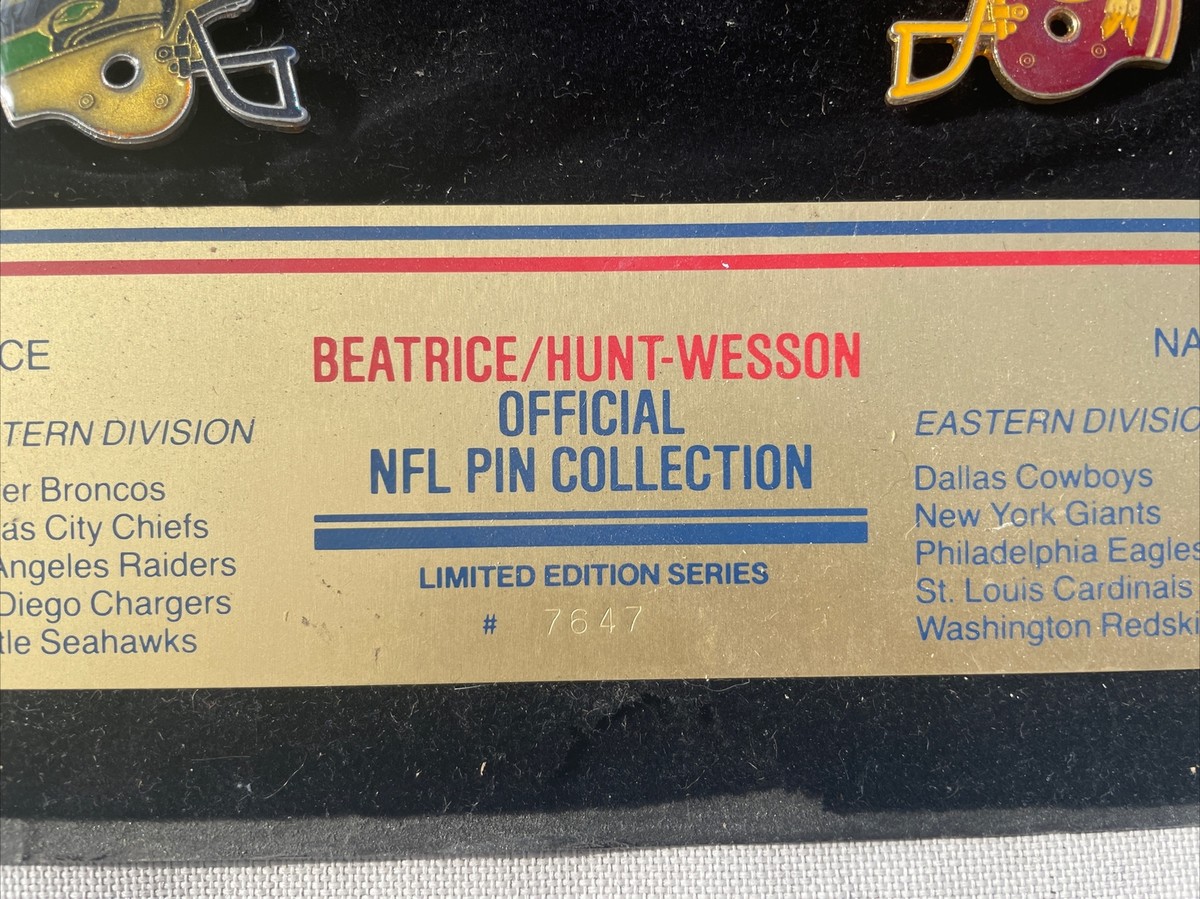 CE
TERN DIVISION
er Broncos
as City Chiefs
Angeles Raiders
Diego Chargers
tle Seahawks
BEATRICE/HUNT-WESSON
OFFICIAL
NFL PIN COLLECTION
LIMITED EDITION SERIES
# 7647
NA
EASTERN DIVISIO
Dallas Cowboys
New York Giants
Philadelphia Eagles
St. Louis Cardinals
Washington Redski